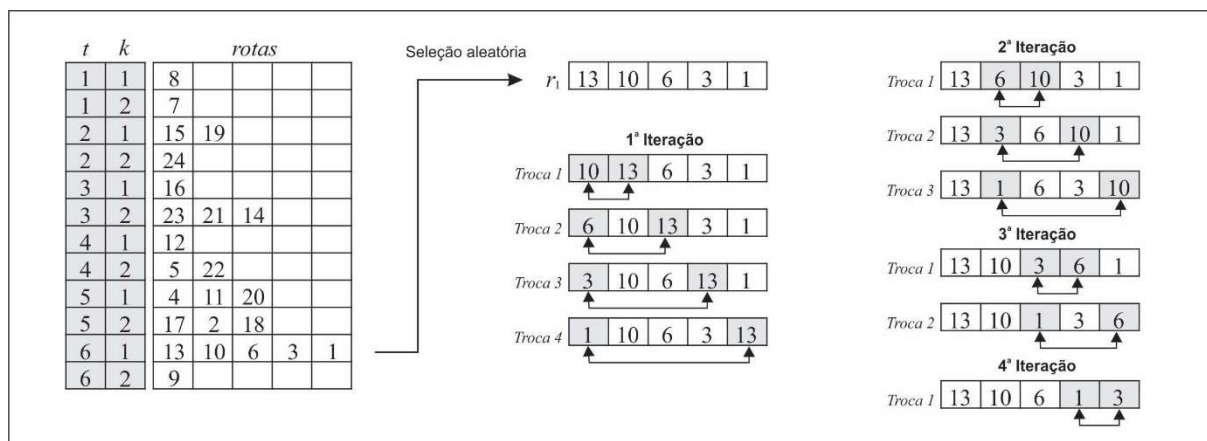 t k rotas
1 1 8
1 2 7
2 1 15 19
2 2 24
3 1 16
3 2 23 21 14
4 1 12
4 2 5 22
5 1 4 11 20
5 2 17 2 18
6 1 13 10 6 3 1
6 2 9
Seleção aleatória
r1 13 10 6 3 1
1ª Iteração
Troca 1 10 13 6 3 1
Troca 2 6 10 13 3 1
Troca 3 3 10 6 13 1
Troca 4 1 10 6 3 13
2ª Iteração
Troca 1 13 6 10 3 1
Troca 2 13 3 6 10 1
Troca 3 13 1 6 3 10
3ª Iteração
Troca 1 13 10 3 6 1
Troca 2 13 10 1 3 6
4ª Iteração
Troca 1 13 10 6 1 3